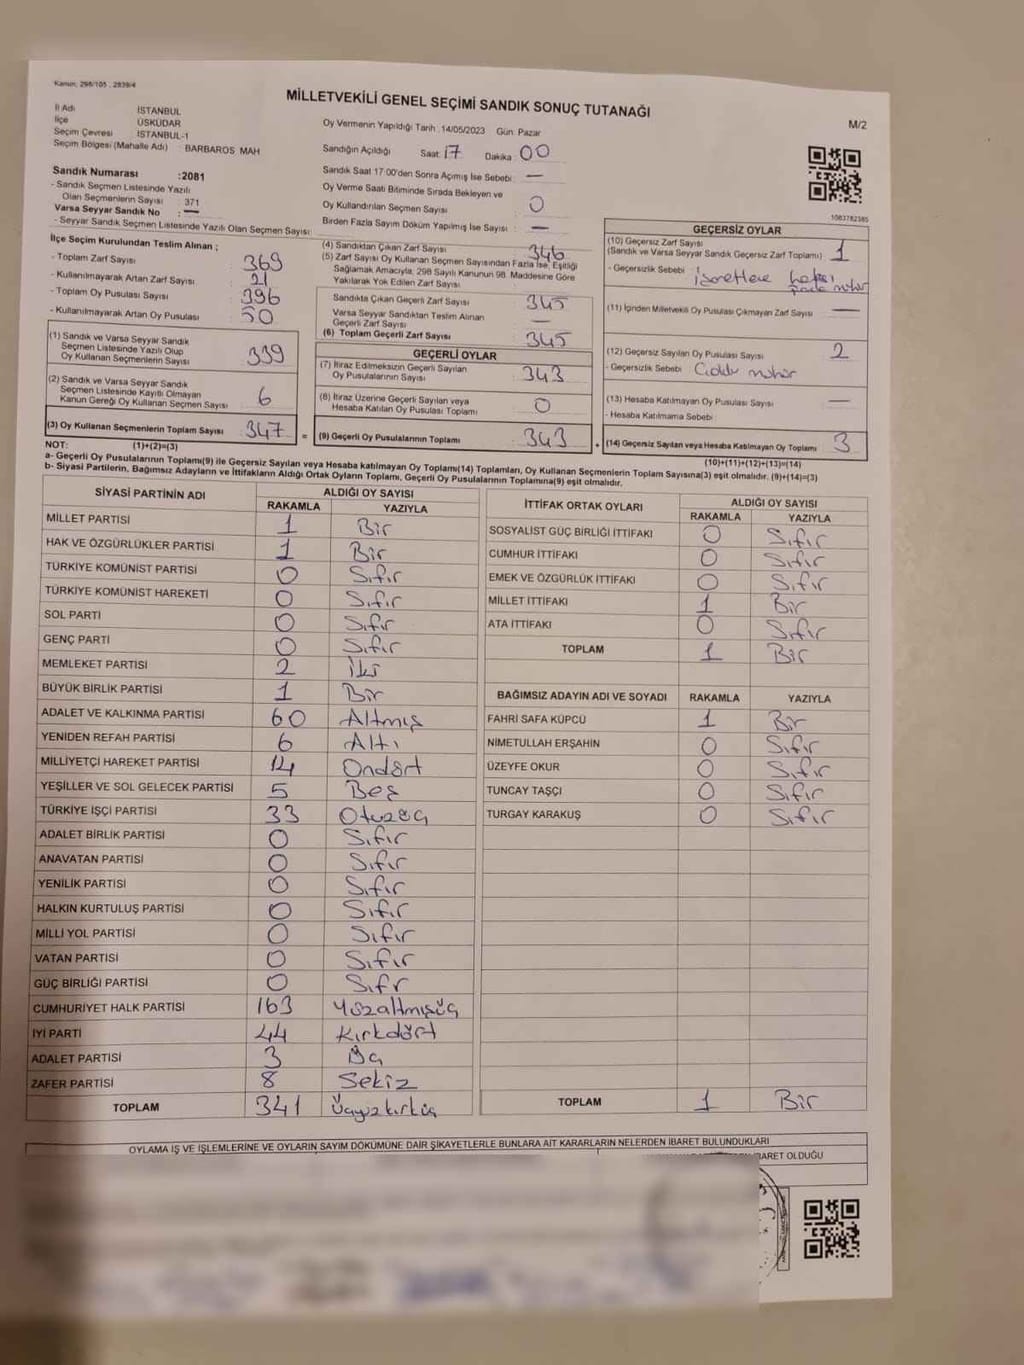 Kanun: 298/105 , 2839/4
MİLLETVEKİLİ GENEL SEÇİMİ SANDIK SONUÇ TUTANAĞI
M/2
İl Adı İSTANBUL
İlçe ÜSKÜDAR
Seçim Çevresi İSTANBUL-1
Seçim Bölgesi (Mahalle Adı) : BARBAROS MAH
Oy Vermenin Yapıldığı Tarih : 14/05/2023 Gün: Pazar
Sandığın Açıldığı Saat: 17 Dakika: 00
Sandık Saat 17:00'den Sonra Açımış İse Sebebi : —
Oy Verme Saati Bitiminde Sırada Bekleyen ve
Oy Kullandırılan Seçmen Sayısı : 0
Birden Fazla Sayım Döküm Yapılmış İse Sayısı : —
1063782385
Sandık Numarası :2081
- Sandık Seçmen Listesinde Yazılı
Olan Seçmenlerin Sayısı : 371
Varsa Seyyar Sandık No : —
- Seyyar Sandık Seçmen Listesinde Yazılı Olan Seçmen Sayısı:
İlçe Seçim Kurulundan Teslim Alınan ;
- Toplam Zarf Sayısı : 369
- Kullanılmayarak Artan Zarf Sayısı : 21
- Toplam Oy Pusulası Sayısı : 396
- Kullanılmayarak Artan Oy Pusulası : 50
(1) Sandık ve Varsa Seyyar Sandık
Seçmen Listesinde Yazılı Olup
Oy Kullanan Seçmenlerin Sayısı 339
(2) Sandık ve Varsa Seyyar Sandık
Seçmen Listesinde Kayıtlı Olmayan
Kanun Gereği Oy Kullanan Seçmen Sayısı 6
(3) Oy Kullanan Seçmenlerin Toplam Sayısı 347
(4) Sandıktan Çıkan Zarf Sayısı : 346
(5) Zarf Sayısı Oy Kullanan Seçmen Sayısından Fazla İse, Eşitliği
Sağlamak Amacıyla, 298 Sayılı Kanunun 98. Maddesine Göre
Yakılarak Yok Edilen Zarf Sayısı :
Sandıkta Çıkan Geçerli Zarf Sayısı 345
Varsa Seyyar Sandıktan Teslim Alınan
Geçerli Zarf Sayısı —
(6) Toplam Geçerli Zarf Sayısı 345
GEÇERLİ OYLAR
(7) İtiraz Edilmeksizin Geçerli Sayılan
Oy Pusulalarının Sayısı : 343
(8) İtiraz Üzerine Geçerli Sayılan veya
Hesaba Katılan Oy Pusulası Toplamı : 0
= (9) Geçerli Oy Pusulalarının Toplamı 343
GEÇERSİZ OYLAR
(10) Geçersiz Zarf Sayısı
(Sandık ve Varsa Seyyar Sandık Geçersiz Zarf Toplamı) 1
- Geçersizlik Sebebi :
(11) İçinden Milletvekili Oy Pusulası Çıkmayan Zarf Sayısı : —
(12) Geçersiz Sayılan Oy Pusulası Sayısı : 2
- Geçersizlik Sebebi :
(13) Hesaba Katılmayan Oy Pusulası Sayısı : —
- Hesaba Katılmama Sebebi :
+ (14) Geçersiz Sayılan veya Hesaba Katılmayan Oy Toplamı 3
NOT: (1)+(2)=(3) (10)+(11)+(12)+(13)=(14)
a- Geçerli Oy Pusulalarının Toplamı(9) ile Geçersiz Sayılan veya Hesaba katılmayan Oy Toplamı(14) Toplamları, Oy Kullanan Seçmenlerin Toplam Sayısına(3) eşit olmalıdır. (9)+(14)=(3)
b- Siyasi Partilerin, Bağımsız Adayların ve İttifakların Aldığı Ortak Oyların Toplamı, Geçerli Oy Pusulalarının Toplamına(9) eşit olmalıdır.
SİYASİ PARTİNİN ADI ALDIĞI OY SAYISI
RAKAMLA YAZIYLA
MİLLET PARTİSİ 1 Bir
HAK VE ÖZGÜRLÜKLER PARTİSİ 1 Bir
TÜRKİYE KOMÜNİST PARTİSİ 0 Sıfır
TÜRKİYE KOMÜNİST HAREKETİ 0 Sıfır
SOL PARTİ 0 Sıfır
GENÇ PARTİ 0 Sıfır
MEMLEKET PARTİSİ 2 İki
BÜYÜK BİRLİK PARTİSİ 1 Bir
ADALET VE KALKINMA PARTİSİ 60 Altmış
YENİDEN REFAH PARTİSİ 6 Altı
MİLLİYETÇİ HAREKET PARTİSİ 14 Ondört
YEŞİLLER VE SOL GELECEK PARTİSİ 5 Beş
TÜRKİYE İŞÇİ PARTİSİ 33 Otuzüç
ADALET BİRLİK PARTİSİ 0 Sıfır
ANAVATAN PARTİSİ 0 Sıfır
YENİLİK PARTİSİ 0 Sıfır
HALKIN KURTULUŞ PARTİSİ 0 Sıfır
MİLLİ YOL PARTİSİ 0 Sıfır
VATAN PARTİSİ 0 Sıfır
GÜÇ BİRLİĞİ PARTİSİ 0 Sıfr
CUMHURİYET HALK PARTİSİ 163 Yüzaltmışüç
İYİ PARTİ 44 Kırkdört
ADALET PARTİSİ 3 Üç
ZAFER PARTİSİ 8 Sekiz
TOPLAM 341
İTTİFAK ORTAK OYLARI ALDIĞI OY SAYISI
RAKAMLA YAZIYLA
SOSYALİST GÜÇ BİRLİĞİ İTTİFAKI 0 Sıfır
CUMHUR İTTİFAKI 0 Sıfır
EMEK VE ÖZGÜRLÜK İTTİFAKI 0 Sıfır
MİLLET İTTİFAKI 1 Bir
ATA İTTİFAKI 0 Sıfır
TOPLAM 1 Bir
BAĞIMSIZ ADAYIN ADI VE SOYADI RAKAMLA YAZIYLA
FAHRİ SAFA KÜPCÜ 1 Bir
NİMETULLAH ERŞAHİN 0 Sıfır
ÜZEYFE OKUR 0 Sıfır
TUNCAY TAŞÇI 0 Sıfır
TURGAY KARAKUŞ 0 Sıfır
TOPLAM 1 Bir
OYLAMA İŞ VE İŞLEMLERİNE VE OYLARIN SAYIM DÖKÜMÜNE DAİR ŞİKAYETLERLE BUNLARA AİT KARARLARIN NELERDEN İBARET BULUNDUKLARI
BARET OLDUĞU